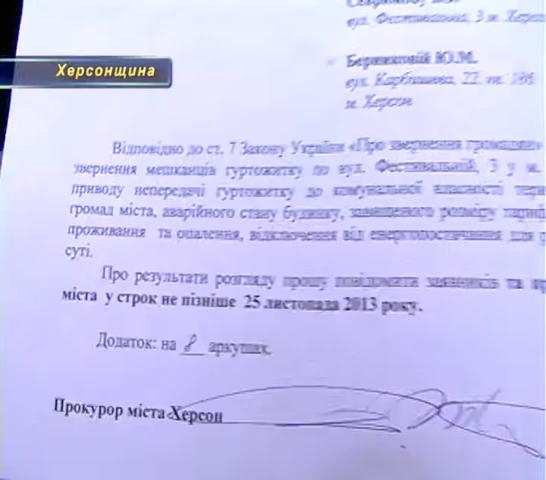 вул. Фестивальна, 3 м. Херсон
Херсонщина
вул. Карбишева, 22,
м. Херсон
Відповідно до ст. 7 Закону України «Про звернення громадян»
звернення мешканців гуртожитку по вул. Фестивальній, 3 у м.
приводу непередачі гуртожитку до комунальної власності
громад міста, аварійного стану будинку, завищеного розміру
проживання та опалення, відключення від енергопостачання для
суті.
Про результати розгляду прошу повідомити заявників та
міста у строк не пізніше 25 листопада 2013 року.
Додаток: на 8 аркушах.
Прокурор міста Херсон